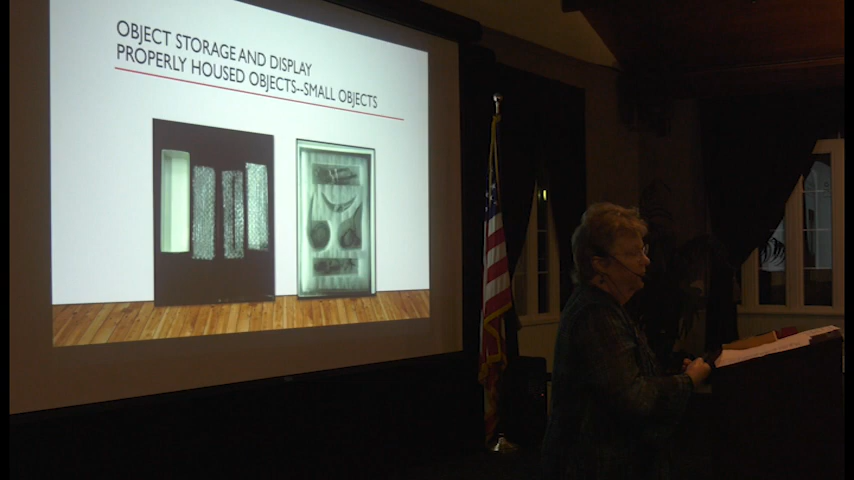 OBJECT STORAGE AND DISPLAY
PROPERLY HOUSED OBJECTS--SMALL OBJECTS